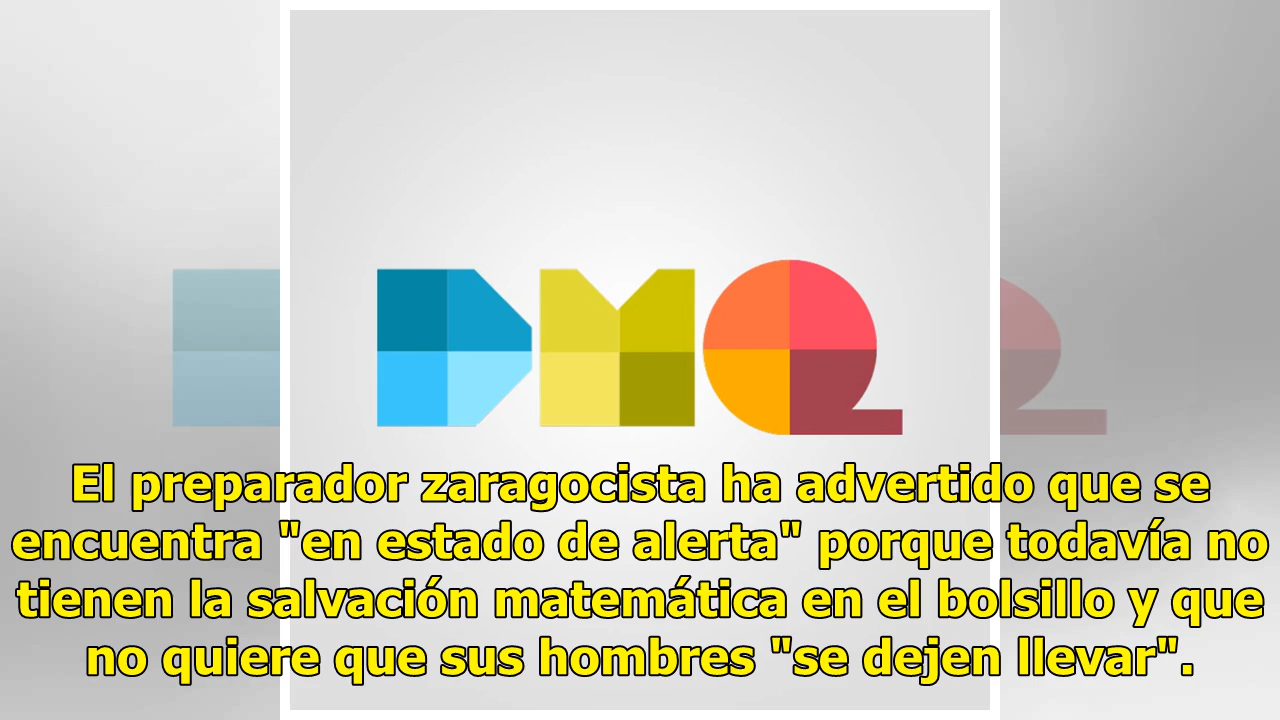 DMQ
El preparador zaragocista ha advertido que se
encuentra "en estado de alerta" porque todavía no
tienen la salvación matemática en el bolsillo y que
no quiere que sus hombres "se dejen llevar".